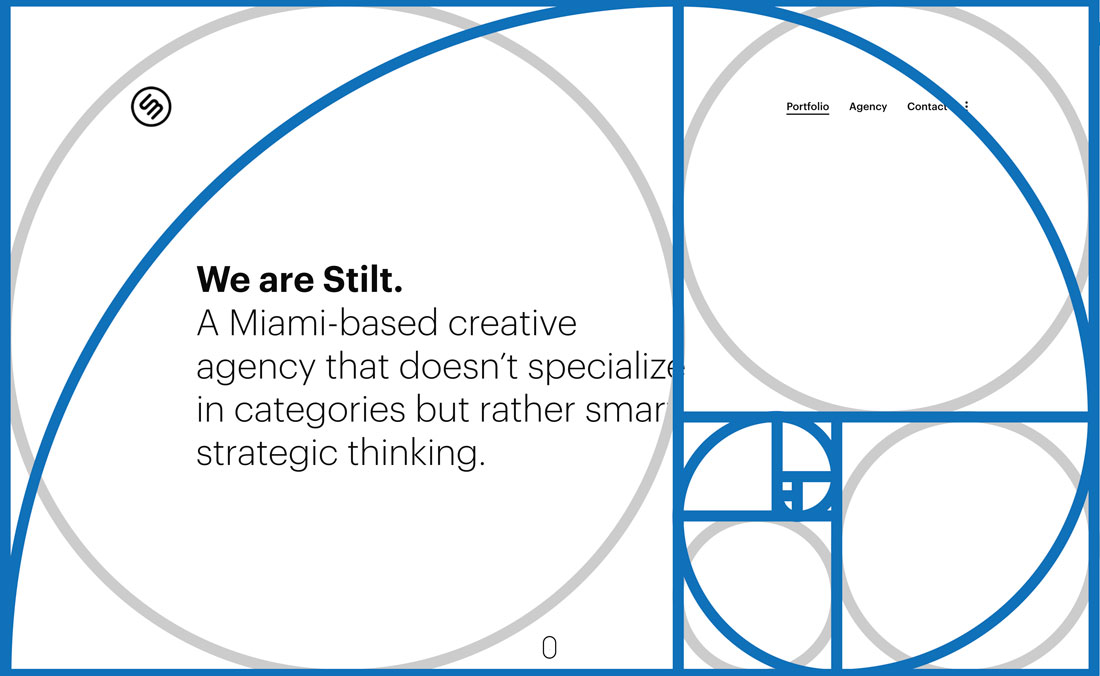 Portfolio Agency Contact
We are Stilt.
A Miami-based creative
agency that doesn’t specialize
in categories but rather smar
strategic thinking.